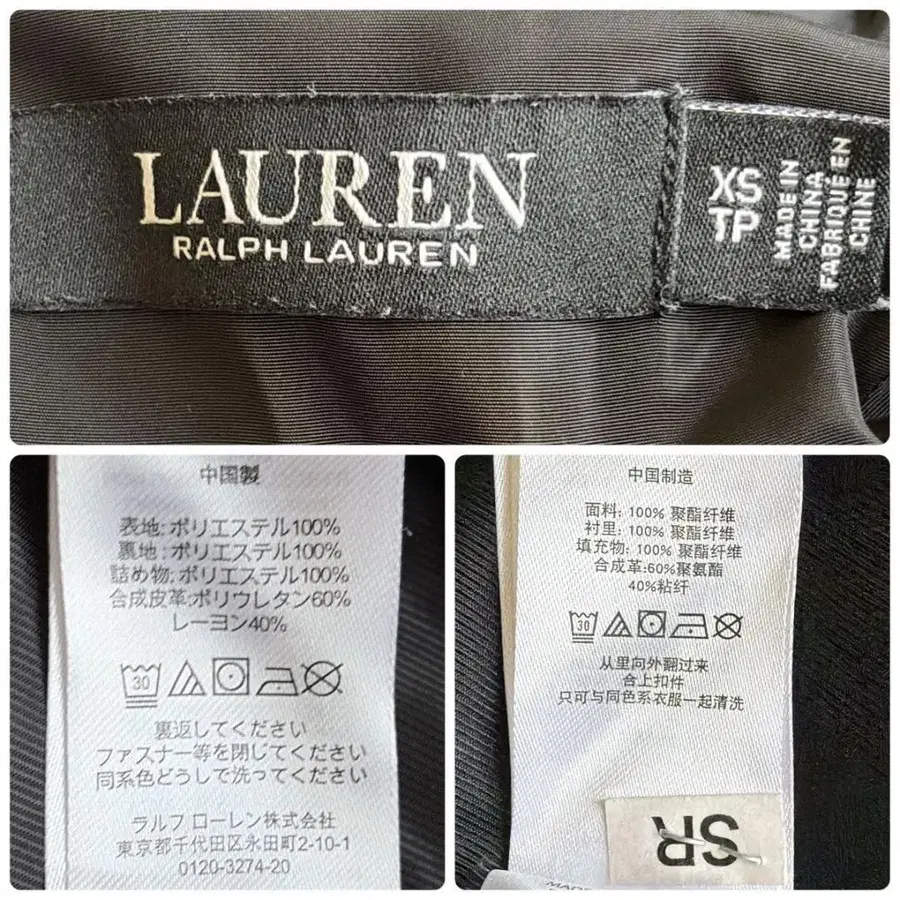 LAUREN
RALPH LAUREN
XS
TP
MADE IN
CHINA
FABRIQUE EN
CHINE
中国製
表地:ポリエステル100%
裏地:ポリエステル100%
詰め物:ポリエステル100%
合成皮革:ポリウレタン60%
レーヨン40%
30
裏返してください
ファスナー等を閉じてください
同系色どうしで洗ってください
ラルフ ローレン株式会社
東京都千代田区永田町2-10-1
0120-3274-20
中国制造
面料: 100% 聚酯纤维
衬里: 100% 聚酯纤维
填充物: 100% 聚酯纤维
合成革:60%聚氨酯
40%粘纤
30
从里向外翻过来
合上扣件
只可与同色系衣服一起清洗
SR
MADE